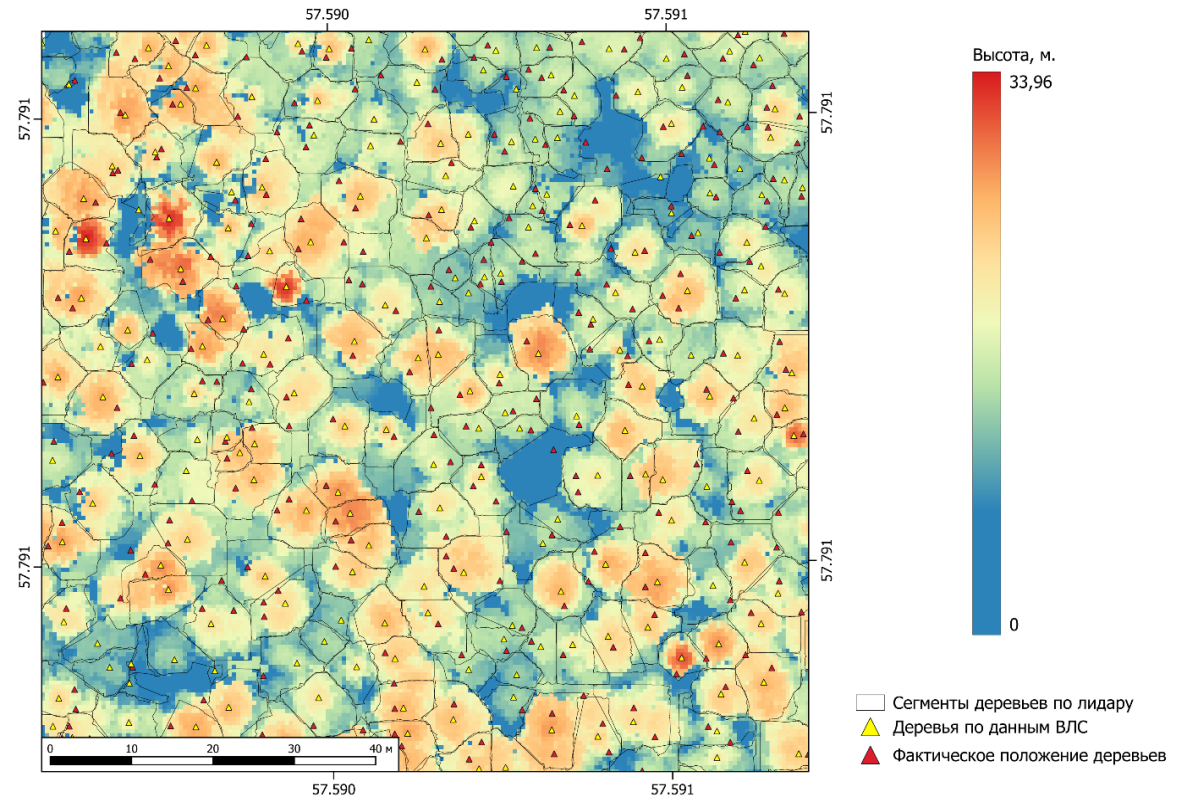 57.590 57.591
Высота, м.
33,96
57.791 57.791
57.791 57.791
0
Сегменты деревьев по лидару
Деревья по данным ВЛС
Фактическое положение деревьев
0 10 20 30 40 м
57.590 57.591